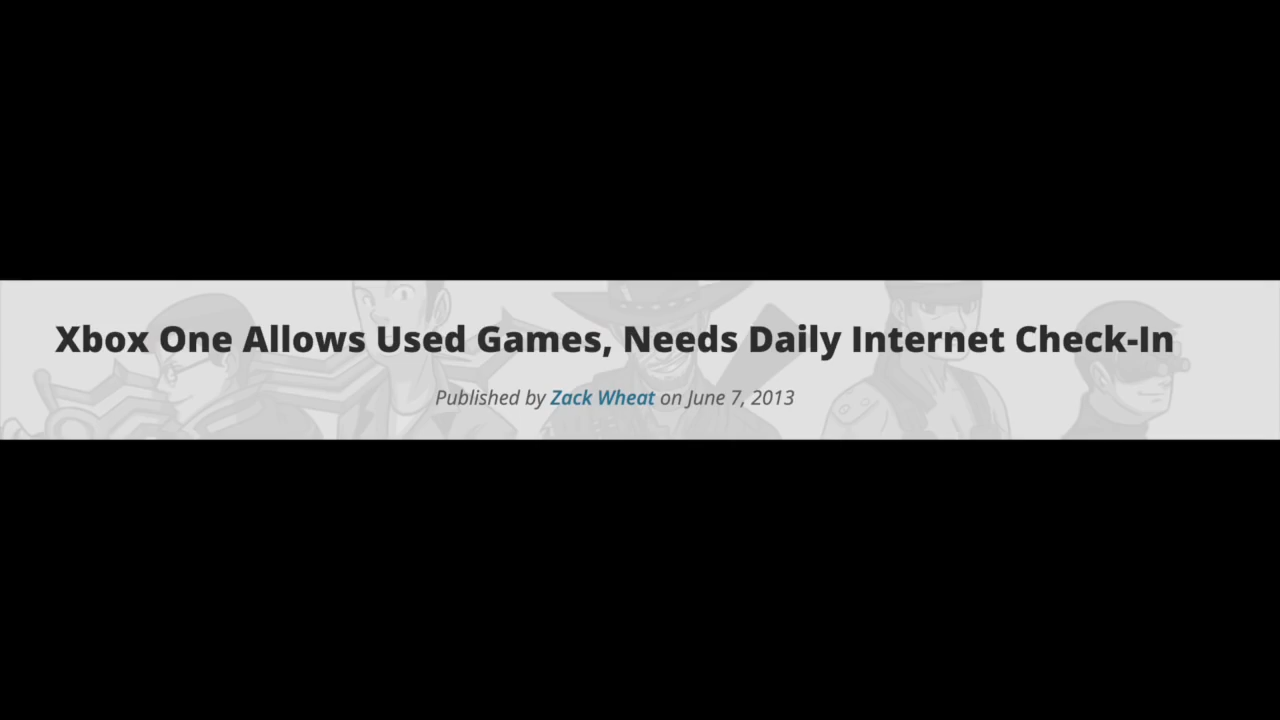 Xbox One Allows Used Games, Needs Daily Internet Check-In
Published by Zack Wheat on June 7, 2013